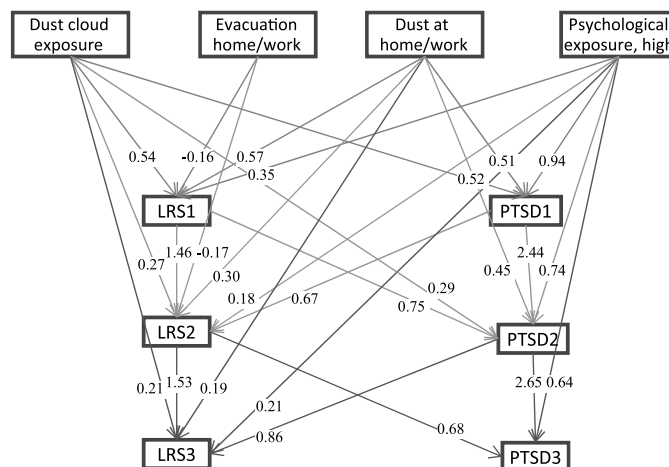 Dust cloud
exposure
Evacuation
home/work
Dust at
home/work
Psychological
exposure, high
0.54
-0.16
0.57
0.35
0.51
0.94
0.52
LRS1
PTSD1
1.46
-0.17
2.44
0.27
0.30
0.29
0.45
0.74
0.18
0.67
0.75
LRS2
PTSD2
0.21
1.53
0.19
0.21
2.65
0.64
0.86
0.68
LRS3
PTSD3